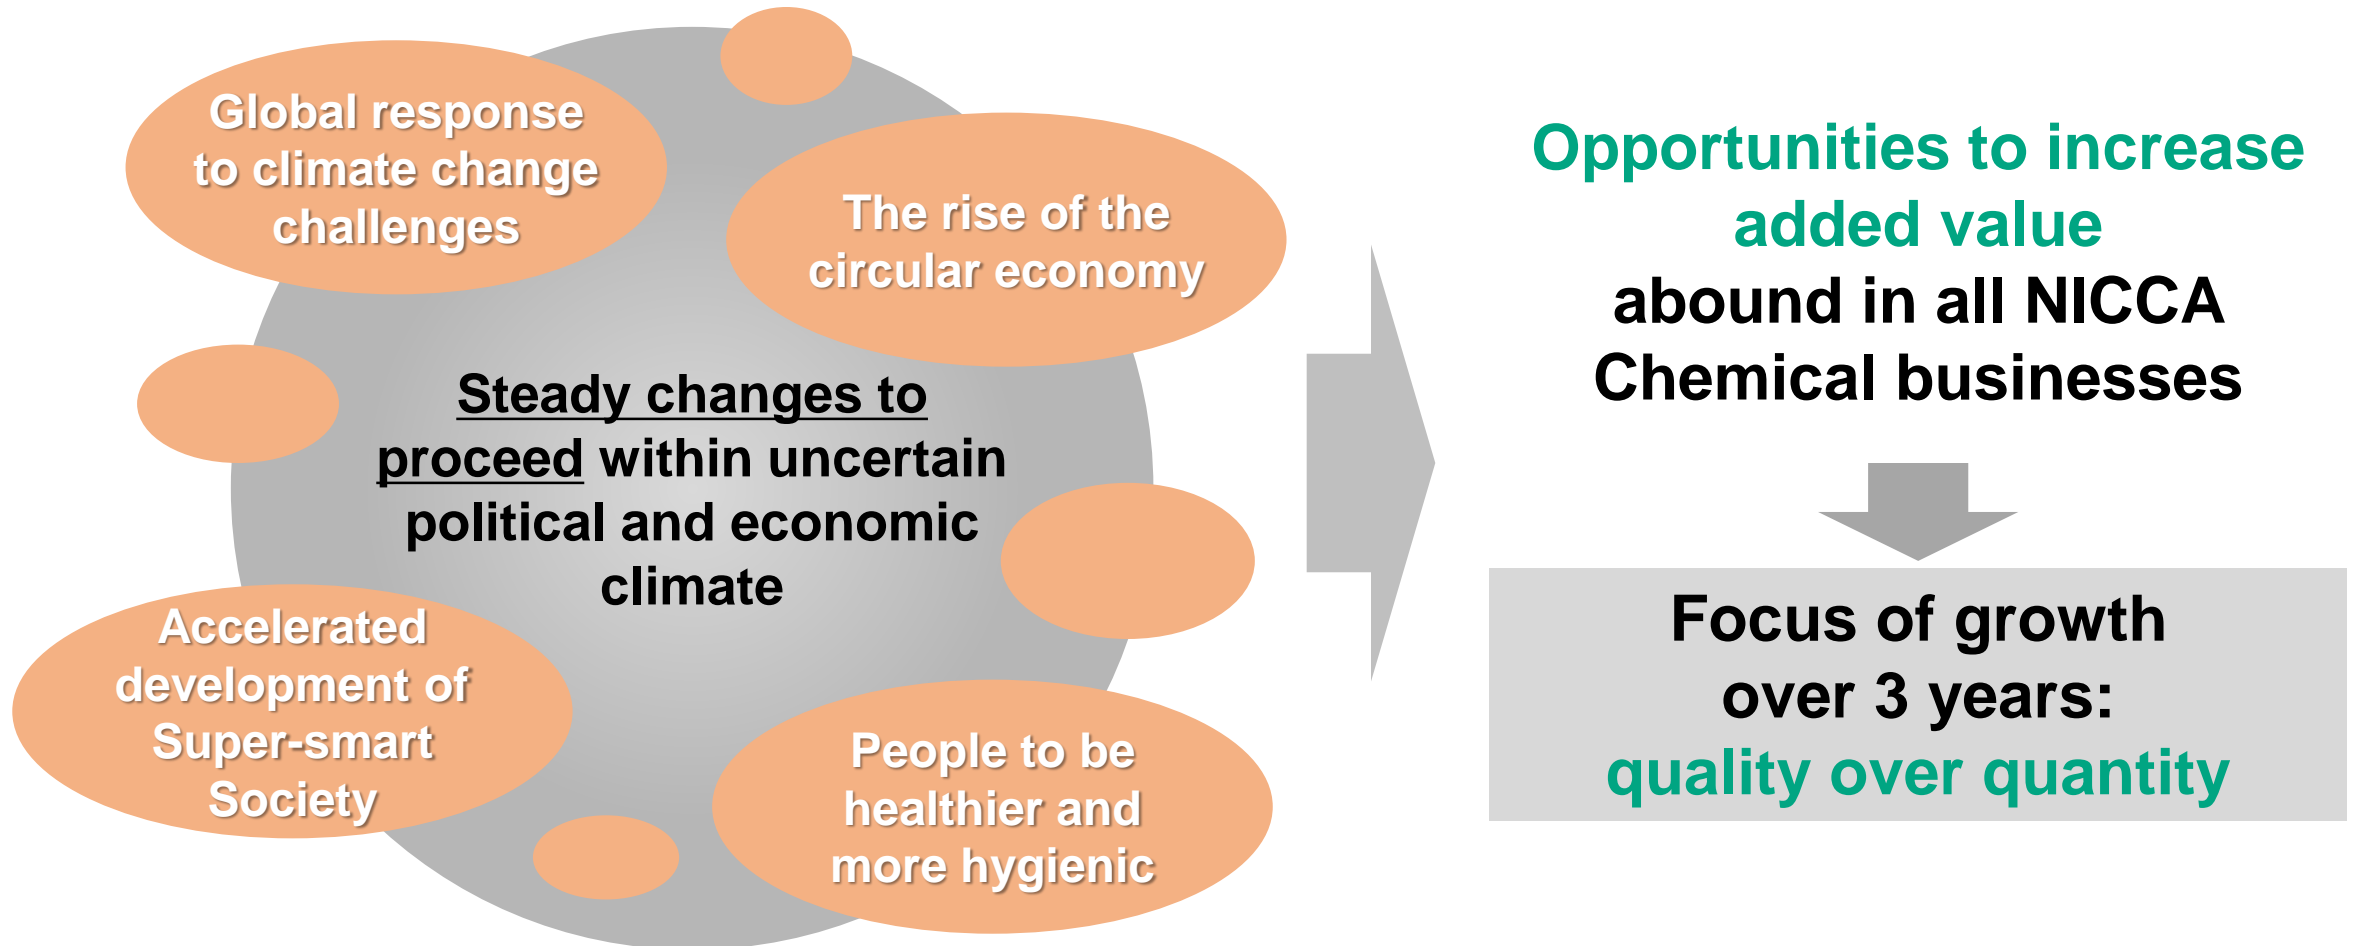 Global response
to climate change
challenges
The rise of the
circular economy
Steady changes to
proceed within uncertain
political and economic
climate
Accelerated
development of
Super-smart
Society
People to be
healthier and
more hygienic
Opportunities to increase
added value
abound in all NICCA
Chemical businesses
Focus of growth
over 3 years:
quality over quantity